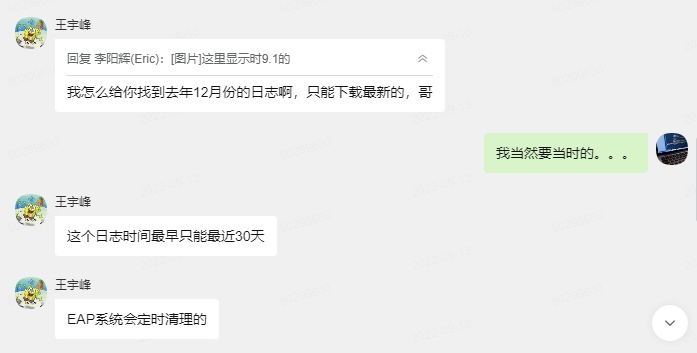 王宇峰
回复 李阳辉(Eric)：[图片]这里显示时9.1的
我怎么给你找到去年12月份的日志啊，只能下载最新的，哥
我当然要当时的。。。
王宇峰
这个日志时间最早只能最近30天
王宇峰
EAP系统会定时清理的